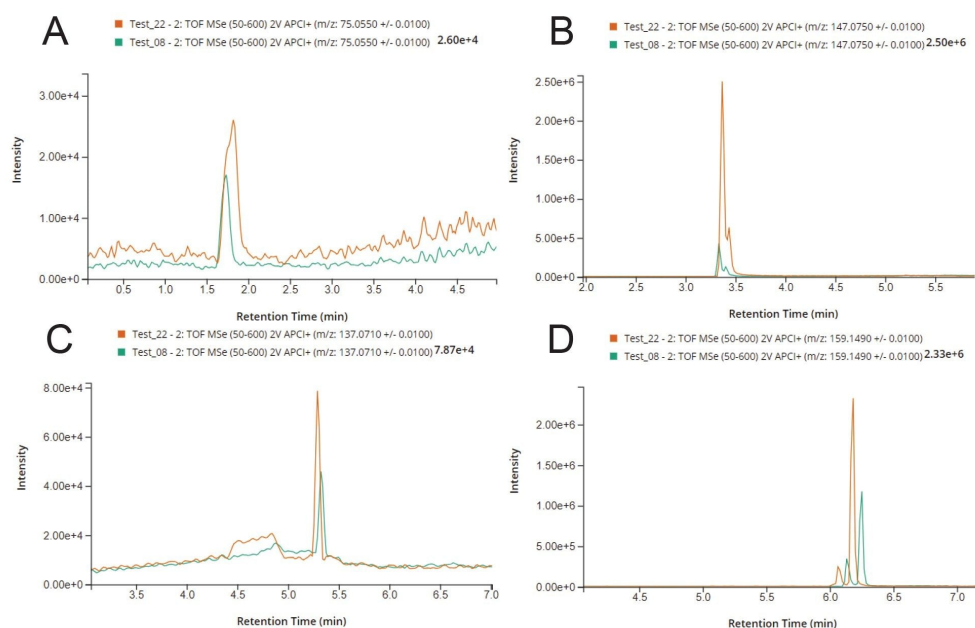 A
Test_22 - 2: TOF MSe (50-600) 2V APCI+ (m/z: 75.0550 +/- 0.0100)
Test_08 - 2: TOF MSe (50-600) 2V APCI+ (m/z: 75.0550 +/- 0.0100) 2.60e+4
3.00e+4
2.00e+4
1.00e+4
0.00e+0
Intensity
0.5 1.0 1.5 2.0 2.5 3.0 3.5 4.0 4.5
Retention Time (min)
B
Test_22 - 2: TOF MSe (50-600) 2V APCI+ (m/z: 147.0750 +/- 0.0100)
Test_08 - 2: TOF MSe (50-600) 2V APCI+ (m/z: 147.0750 +/- 0.0100) 2.50e+6
2.50e+6
2.00e+6
1.50e+6
1.00e+6
5.00e+5
0.00e+0
Intensity
2.0 2.5 3.0 3.5 4.0 4.5 5.0 5.5
Retention Time (min)
C
Test_22 - 2: TOF MSe (50-600) 2V APCI+ (m/z: 137.0710 +/- 0.0100)
Test_08 - 2: TOF MSe (50-600) 2V APCI+ (m/z: 137.0710 +/- 0.0100) 7.87e+4
8.00e+4
6.00e+4
4.00e+4
2.00e+4
0.00e+0
Intensity
3.5 4.0 4.5 5.0 5.5 6.0 6.5 7.0
Retention Time (min)
D
Test_22 - 2: TOF MSe (50-600) 2V APCI+ (m/z: 159.1490 +/- 0.0100)
Test_08 - 2: TOF MSe (50-600) 2V APCI+ (m/z: 159.1490 +/- 0.0100) 2.33e+6
2.00e+6
1.50e+6
1.00e+6
5.00e+5
0.00e+0
Intensity
4.5 5.0 5.5 6.0 6.5 7.0
Retention Time (min)